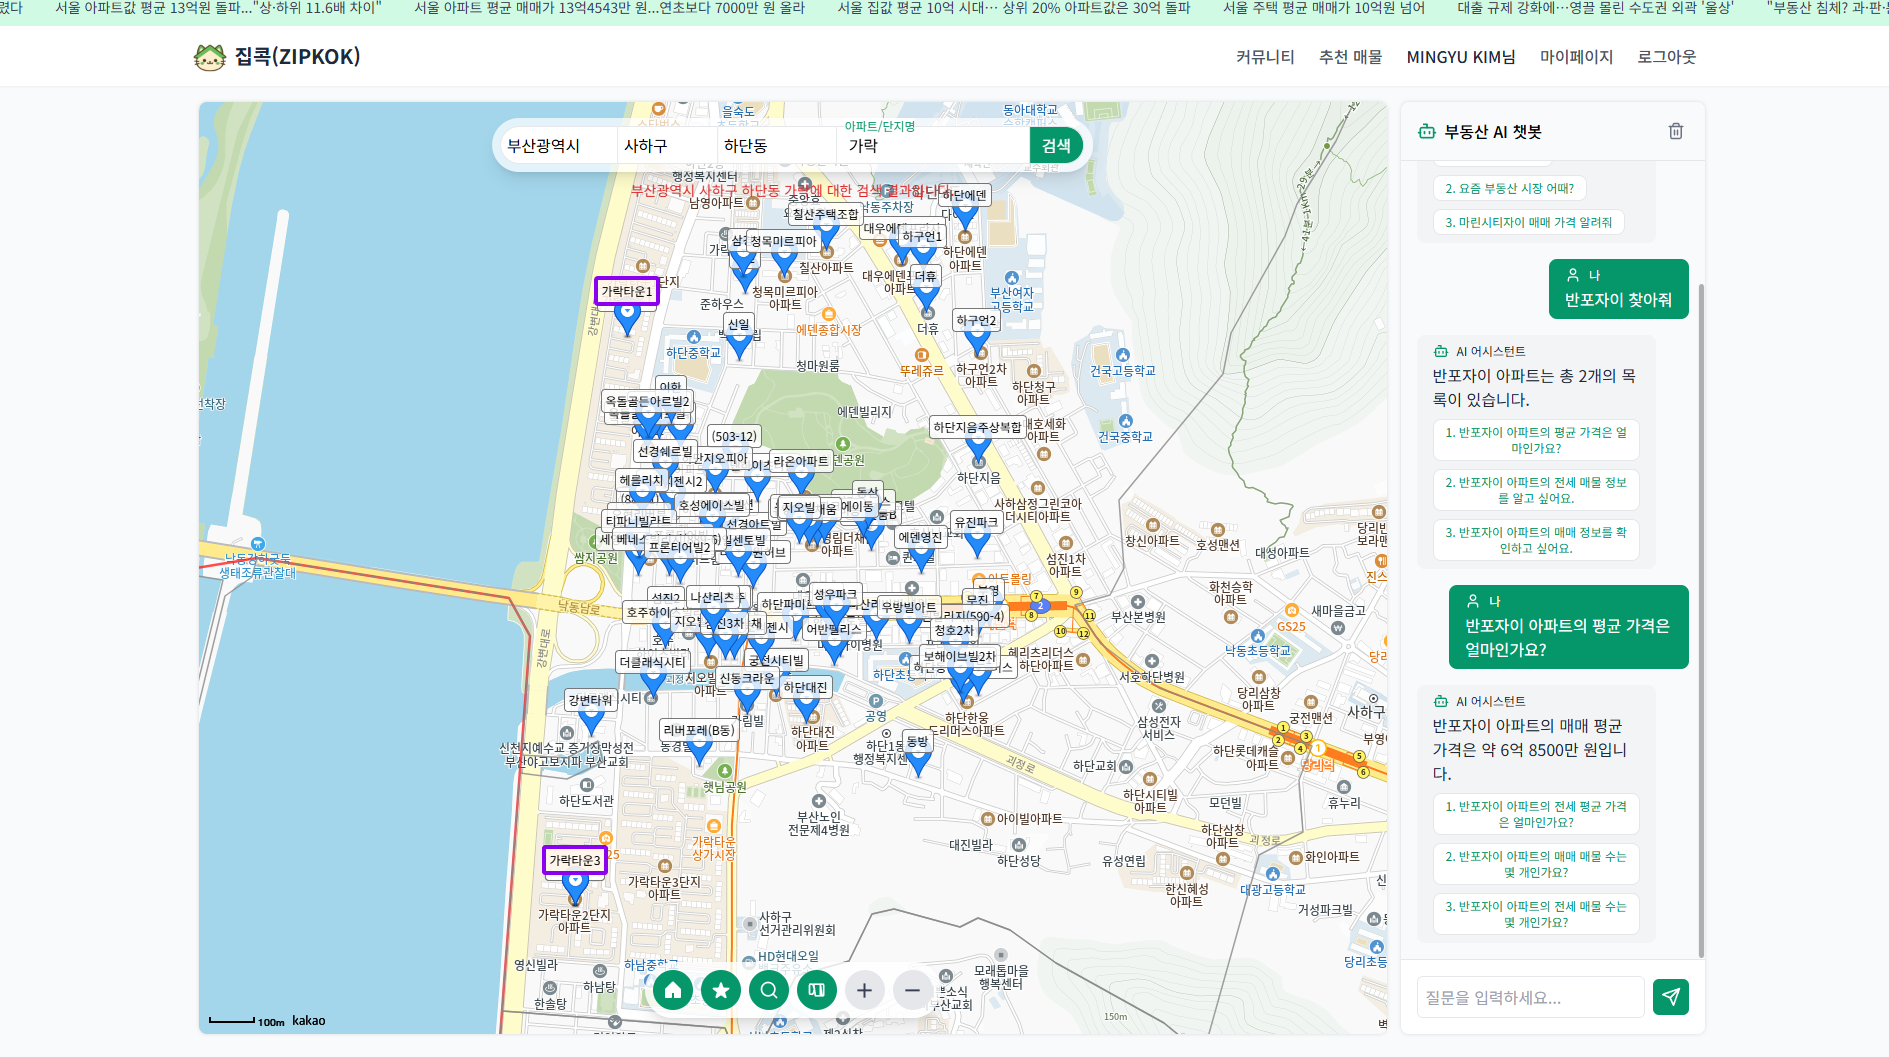 서울 아파트값 평균 13억원 돌파..."상·하위 11.6배 차이"
서울 아파트 평균 매매가 13억4543만 원...연초보다 7000만 원 올라
서울 집값 평균 10억 시대… 상위 20% 아파트값은 30억 돌파
서울 주택 평균 매매가 10억원 넘어
대출 규제 강화에…영끌 몰린 수도권 외곽 '울상'
집콕(ZIPKOK)
커뮤니티
추천 매물
MINGYU KIM님
마이페이지
로그아웃
부산광역시
사하구
하단동
아파트/단지명
가락
검색
부산광역시 사하구 하단동 가락에 대한 검색 결과입니다.
을숙도
동아대학교
행정복지센터
남영아파트
하단에덴
칠산주택조합
청목미르피아
하구언1
칠산아파트
하단에덴
아파트
더휴
청목미르피아
아파트
가락타운1
준하우스
신일
하단중학교
에덴종합시장
더휴
부산여자
고등학교
하구언2
뚜레쥬르
하구언2차
아파트
하단청구
아파트
건국고등학교
건국중학교
청마원룸
에덴빌리지
옥돌골든아르빌2
(503-12)
선경쉐르빌
라온아파트
하단지음주상복합
하단지음
헤를리치
호성에이스빌
지오빌
에이동
티파니빌라트
선경아트빌
프론티어빌2
쌈지공원
에덴영진
유진파크
사하삼정그린코아
더시티아파트
섬진1차
아파트
창신아파트
호성맨션
대성아파트
낙동강하굿둑
생태조류관찰대
낙동남로
강변대로
나산리츠
성우파크
우방빌아트
어반펠리스
청호2차
보해이브빌2차
더클래식시티
궁전시티빌
신동크라운
하단대진
강변타워
리버포레(B동)
하단대진
아파트
동방
공영
하단한웅
헤리츠리더스
하단아파트
부산본병원
서호하단병원
삼성전자
서비스
화천승학
아파트
새마을금고
GS25
낙동초등학교
당리삼창
아파트
궁전맨션
하단롯데캐슬
아파트
당리역
신천지예수교 증거장막성전
부산야고보지파 부산교회
하단도서관
햇님공원
부산노인
전문제4병원
하단교회
하단시티빌
아파트
모던빌
휴누리
괴정로
괴정로
가락타운3
가락타운
상가시장
가락타운3단지
아파트
가락타운2단지
아파트
아이빌아파트
대진빌라
하단성당
유성연립
하단삼창
아파트
화인아파트
한신혜성
아파트
대광고등학교
거성파크빌
사하구
선거관리위원회
HD현대오일
모래톱마을
행복센터
영신빌라
하남중학교
하남탕
한솔탕
150m
100m
kakao
부동산 AI 챗봇
2. 요즘 부동산 시장 어때?
3. 마린시티자이 매매 가격 알려줘
나
반포자이 찾아줘
AI 어시스턴트
반포자이 아파트는 총 2개의 목
록이 있습니다.
1. 반포자이 아파트의 평균 가격은 얼
마인가요?
2. 반포자이 아파트의 전세 매물 정보
를 알고 싶어요.
3. 반포자이 아파트의 매매 정보를 확
인하고 싶어요.
나
반포자이 아파트의 평균 가격은
얼마인가요?
AI 어시스턴트
반포자이 아파트의 매매 평균
가격은 약 6억 8500만 원입니
다.
1. 반포자이 아파트의 전세 평균 가격
은 얼마인가요?
2. 반포자이 아파트의 매매 매물 수는
몇 개인가요?
3. 반포자이 아파트의 전세 매물 수는
몇 개인가요?
질문을 입력하세요...